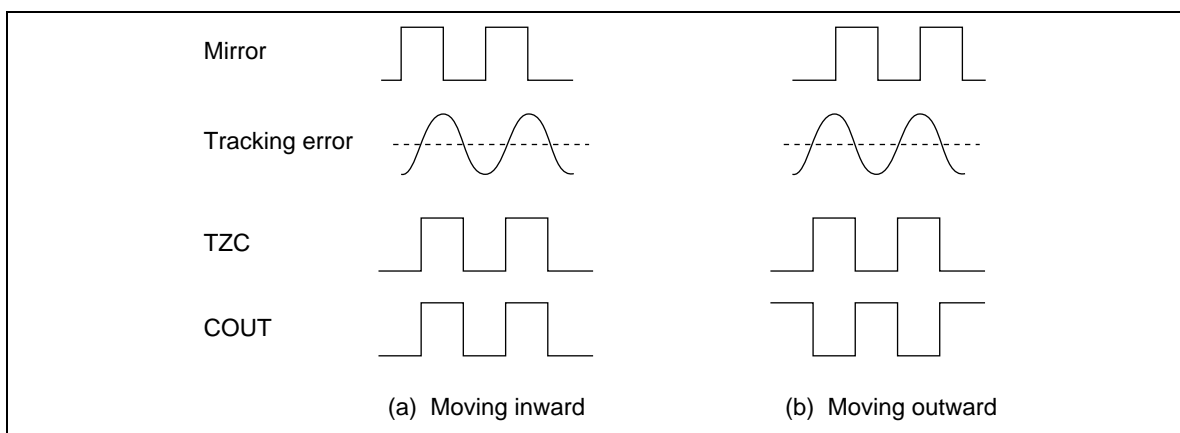 Mirror
Tracking error
TZC
COUT
(a) Moving inward
(b) Moving outward